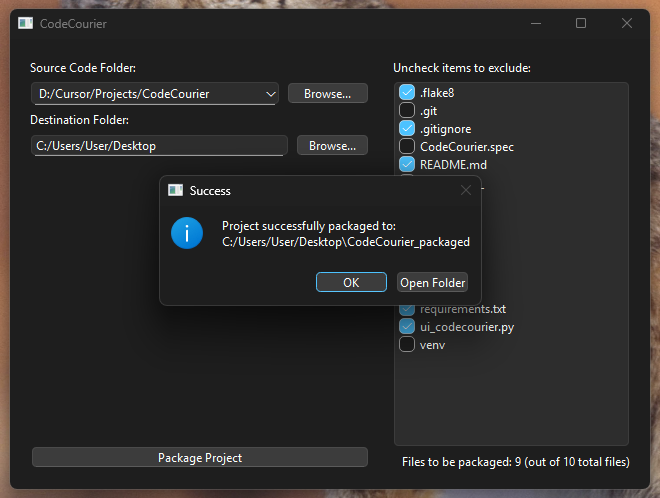 CodeCourier
Source Code Folder:
D:/Cursor/Projects/CodeCourier
Browse...
Destination Folder:
C:/Users/User/Desktop
Browse...
Uncheck items to exclude:
.flake8
.git
.gitignore
CodeCourier.spec
README.md
Success
Project successfully packaged to:
C:/Users/User/Desktop\CodeCourier_packaged
OK
Open Folder
requirements.txt
ui_codecourier.py
venv
Package Project
Files to be packaged: 9 (out of 10 total files)